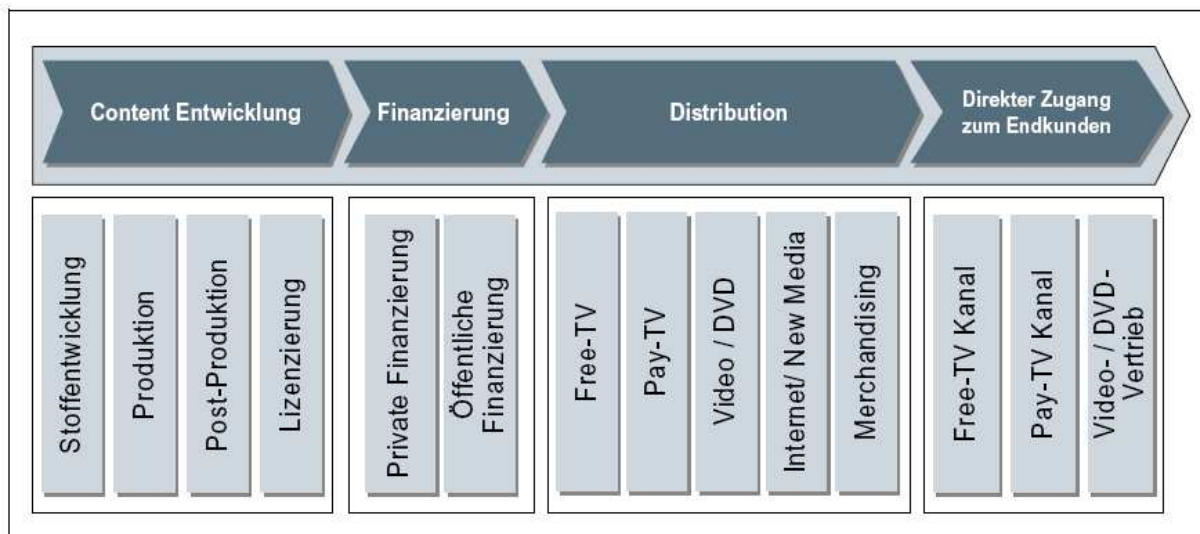 Content Entwicklung
Finanzierung
Distribution
Direkter Zugang
zum Endkunden
Stoffentwicklung
Produktion
Post-Produktion
Lizenzierung
Private Finanzierung
Öffentliche
Finanzierung
Free-TV
Pay-TV
Video / DVD
Internet/ New Media
Merchandising
Free-TV Kanal
Pay-TV Kanal
Video- / DVD-
Vertrieb